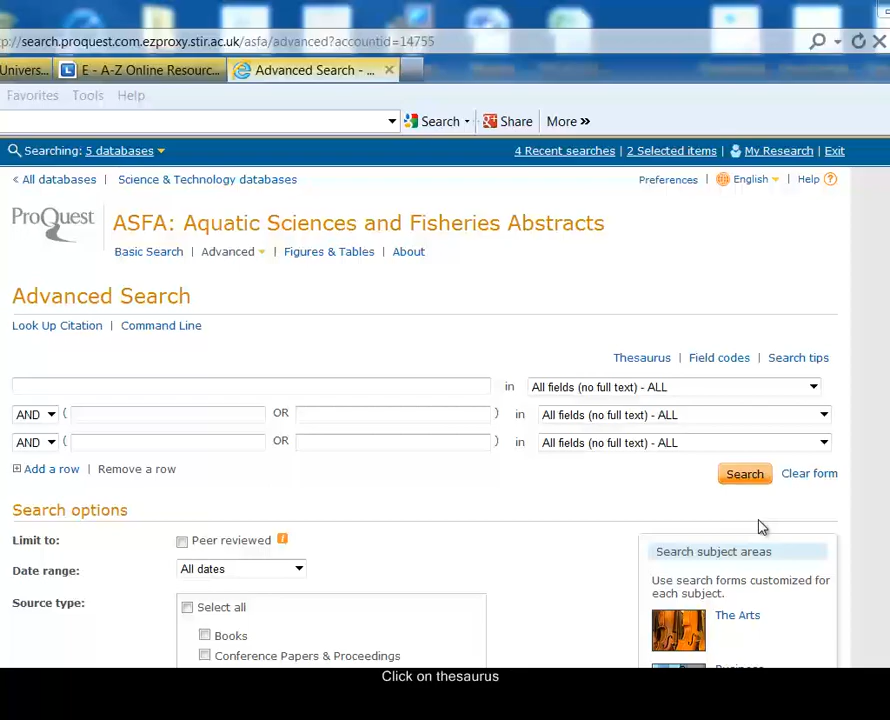 p://search.proquest.com.ezproxy.stir.ac.uk/asfa/advanced?accountid=14755
Univers... E - A-Z Online Resourc... Advanced Search - ...
Favorites Tools Help
Search Share More »
Searching: 5 databases 4 Recent searches | 2 Selected items | My Research | Exit
< All databases | Science & Technology databases Preferences | English | Help ?
ProQuest
ASFA: Aquatic Sciences and Fisheries Abstracts
Basic Search | Advanced | Figures & Tables | About
Advanced Search
Look Up Citation | Command Line
Thesaurus | Field codes | Search tips
in All fields (no full text) - ALL
AND ( OR ) in All fields (no full text) - ALL
AND ( OR ) in All fields (no full text) - ALL
Add a row | Remove a row
Search Clear form
Search options
Limit to: Peer reviewed i
Search subject areas
Date range: All dates
Use search forms customized for
each subject.
Source type: Select all
The Arts
Books
Conference Papers & Proceedings
Click on thesaurus